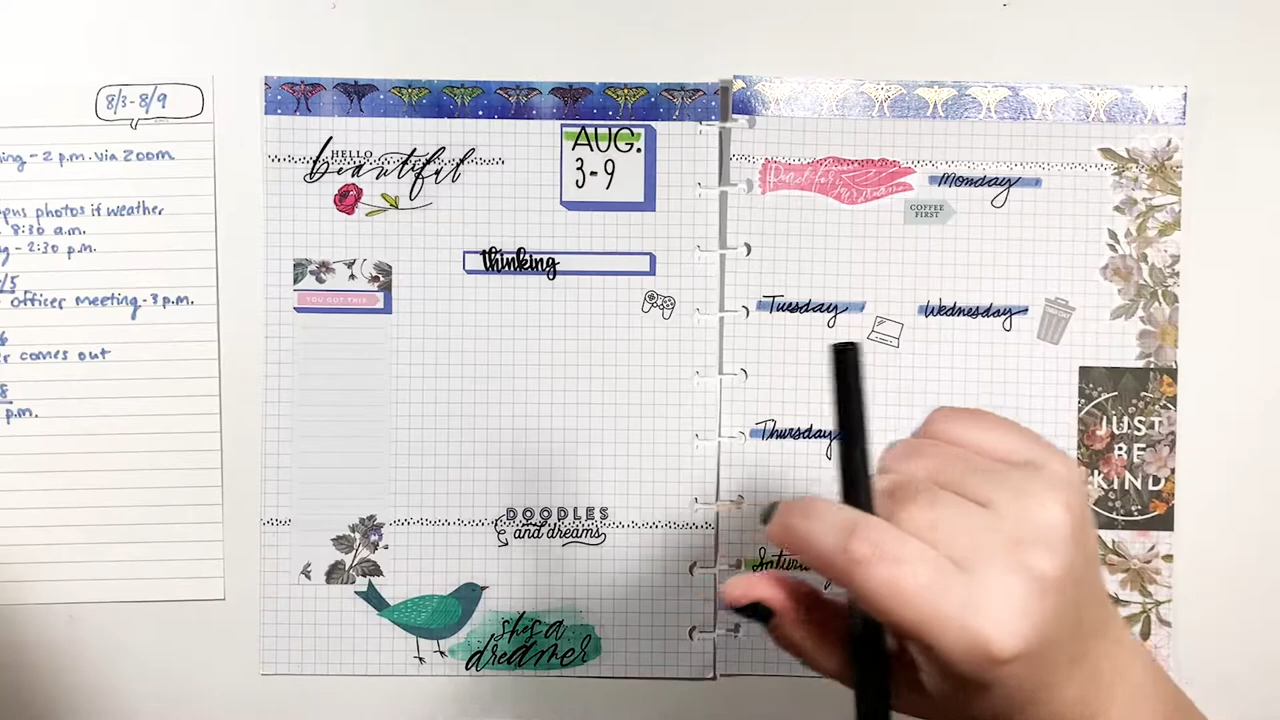 8/3-8/9
ing - 2 p.m. via Zoom
pus photos if weather
8:30 a.m.
g - 2:30 p.m.
/5
officer meeting - 3 p.m.
6
er comes out
8
p.m.
HELLO
beautiful
AUG.
3-9
thinking
YOU GOT THIS
DOODLES
and dreams
she's a
dreamer
Monday
COFFEE
FIRST
Tuesday
Wednesday
Thursday
JUST
BE
KIND